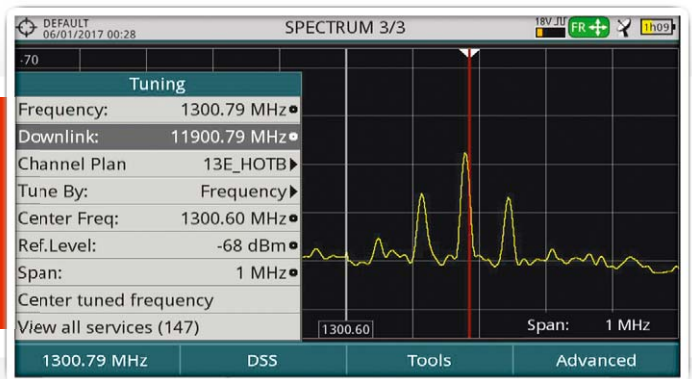 DEFAULT
06/01/2017 00:28
SPECTRUM 3/3
18V
FR
1h09
-70
Tuning
Frequency: 1300.79 MHz
Downlink: 11900.79 MHz
Channel Plan 13E_HOTB
Tune By: Frequency
Center Freq: 1300.60 MHz
Ref.Level: -68 dBm
Span: 1 MHz
Center tuned frequency
View all services (147)
1300.60
Span: 1 MHz
1300.79 MHz DSS Tools Advanced